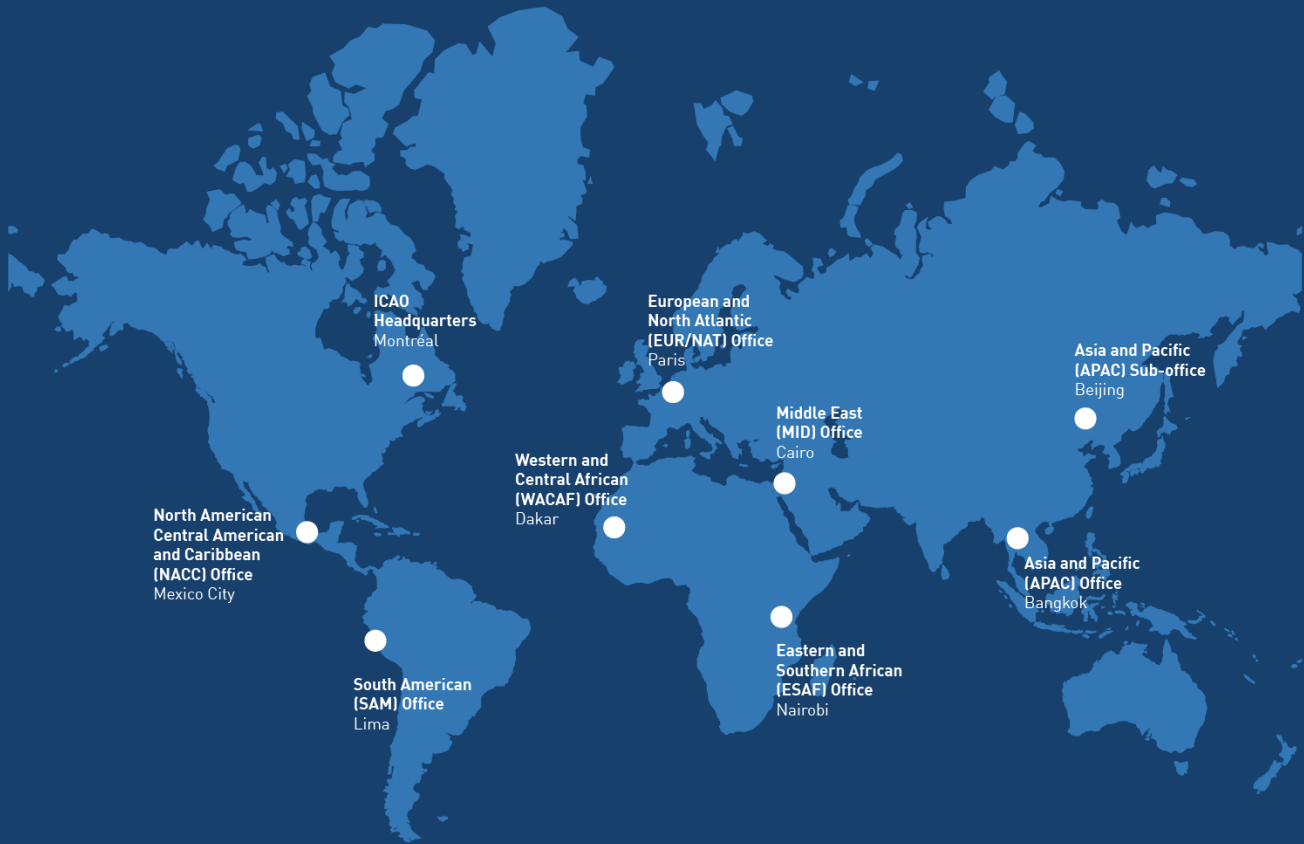 ICAO
Headquarters
Montréal
European and
North Atlantic
(EUR/NAT) Office
Paris
Asia and Pacific
(APAC) Sub-office
Beijing
Middle East
(MID) Office
Cairo
Western and
Central African
(WACAF) Office
Dakar
North American
Central American
and Caribbean
(NACC) Office
Mexico City
Asia and Pacific
(APAC) Office
Bangkok
Eastern and
Southern African
(ESAF) Office
Nairobi
South American
(SAM) Office
Lima